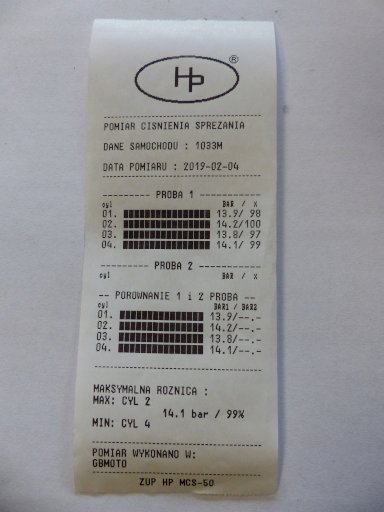 HP ®
POMIAR CISNIENIA SPREZANIA
DANE SAMOCHODU : 1033M
DATA POMIARU : 2019-02-04
---------- PROBA 1 ----------
cyl BAR / %
01. 13.9/ 98
02. 14.2/100
03. 13.8/ 97
04. 14.1/ 99
---------- PROBA 2 ----------
cyl BAR / %
-- POROWNANIE 1 i 2 PROBA --
cyl BAR1 / BAR2
01. 13.9/--.-
02. 14.2/--.-
03. 13.8/--.-
04. 14.1/--.-
MAKSYMALNA ROZNICA :
MAX: CYL 2
14.1 bar / 99%
MIN: CYL 4
POMIAR WYKONANO W:
GBMOTO
ZUP HP MCS-50